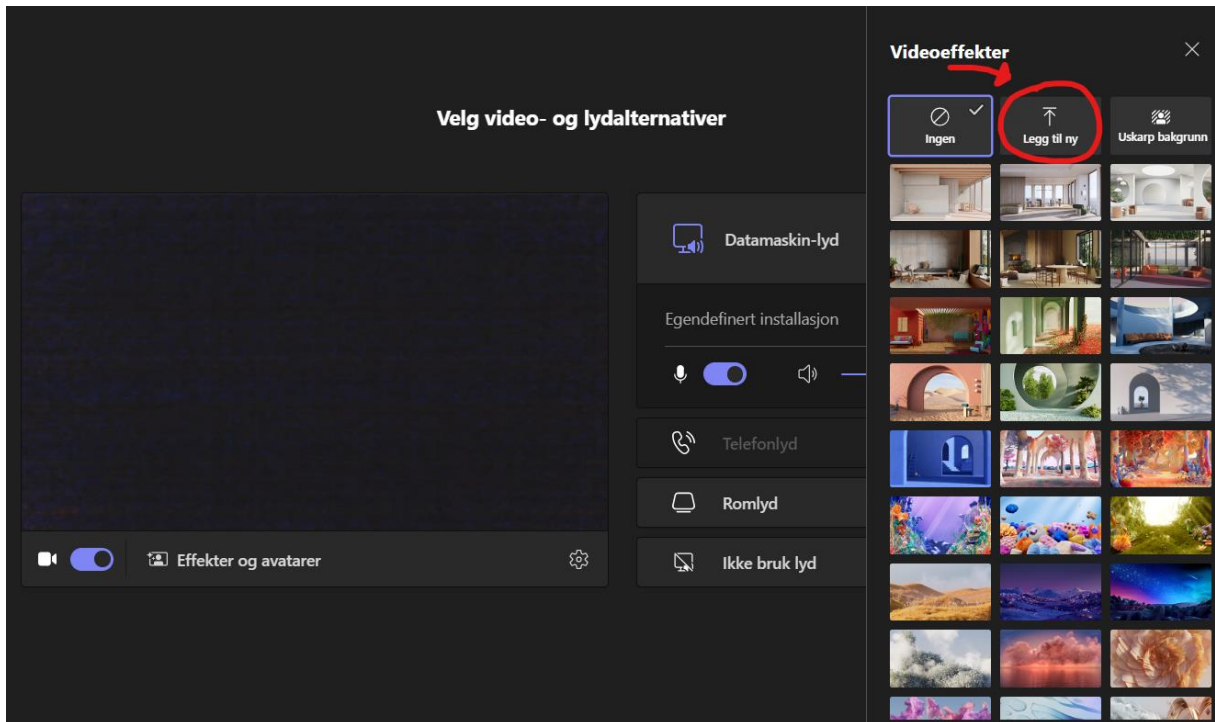 Videoeffekter
Velg video- og lydalternativer
Ingen
Legg til ny
Uskarp bakgrunn
Datamaskin-lyd
Egendefinert installasjon
Telefonlyd
Romlyd
Effekter og avatarer
Ikke bruk lyd